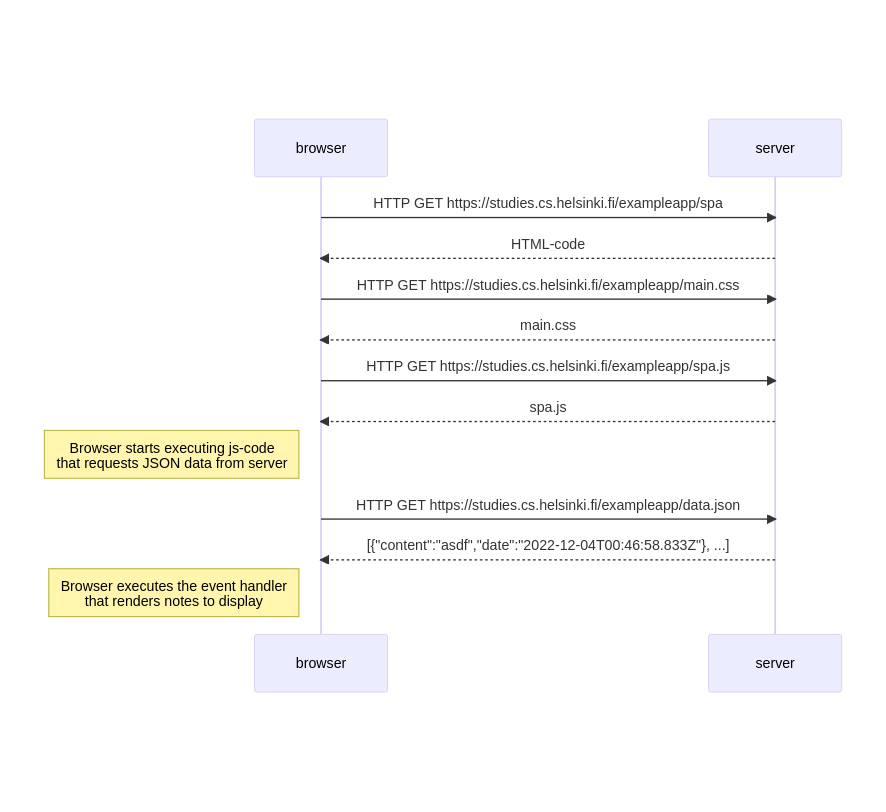 browser
server
HTTP GET https://studies.cs.helsinki.fi/exampleapp/spa
HTML-code
HTTP GET https://studies.cs.helsinki.fi/exampleapp/main.css
main.css
HTTP GET https://studies.cs.helsinki.fi/exampleapp/spa.js
spa.js
Browser starts executing js-code
that requests JSON data from server
HTTP GET https://studies.cs.helsinki.fi/exampleapp/data.json
[{"content":"asdf","date":"2022-12-04T00:46:58.833Z"}, ...]
Browser executes the event handler
that renders notes to display
browser
server